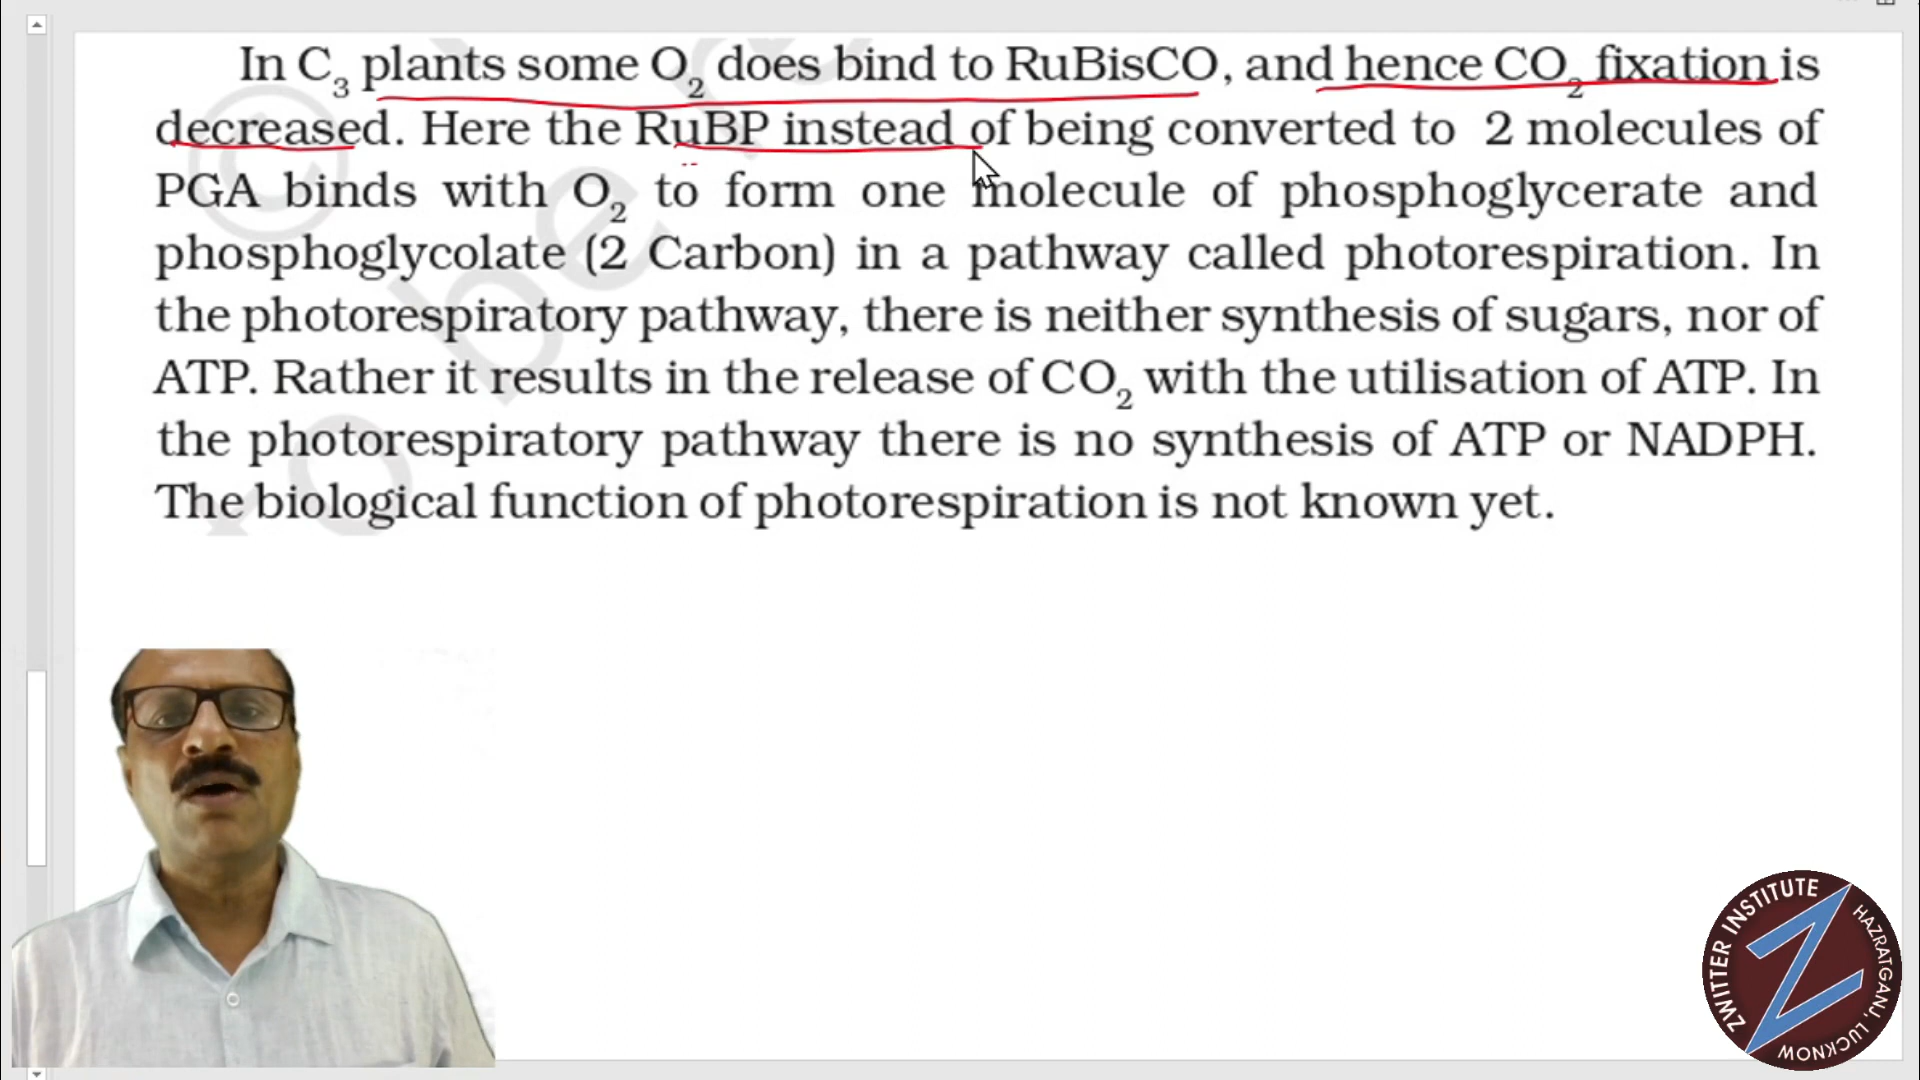 In C₃ plants some O₂ does bind to RuBisCO, and hence CO₂ fixation is
decreased. Here the RuBP instead of being converted to 2 molecules of
PGA binds with O₂ to form one molecule of phosphoglycerate and
phosphoglycolate (2 Carbon) in a pathway called photorespiration. In
the photorespiratory pathway, there is neither synthesis of sugars, nor of
ATP. Rather it results in the release of CO₂ with the utilisation of ATP. In
the photorespiratory pathway there is no synthesis of ATP or NADPH.
The biological function of photorespiration is not known yet.
ZWITTER INSTITUTE
HAZRATGANJ, LUCKNOW